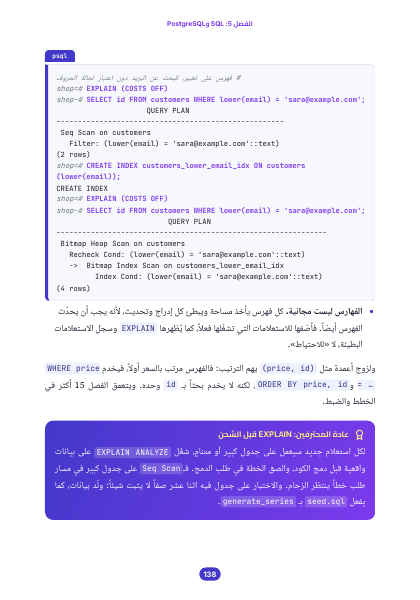 الفصل 5: SQL وPostgreSQL
psql
# فهرس على تعبير، للبحث عن البريد دون اعتبار لحالة الحروف
shop=# EXPLAIN (COSTS OFF)
shop-# SELECT id FROM customers WHERE lower(email) = 'sara@example.com';
QUERY PLAN
------------------------------------------------------
Seq Scan on customers
Filter: (lower(email) = 'sara@example.com'::text)
(2 rows)
shop=# CREATE INDEX customers_lower_email_idx ON customers
(lower(email));
CREATE INDEX
shop=# EXPLAIN (COSTS OFF)
shop-# SELECT id FROM customers WHERE lower(email) = 'sara@example.com';
QUERY PLAN
----------------------------------------------------------------
Bitmap Heap Scan on customers
Recheck Cond: (lower(email) = 'sara@example.com'::text)
-> Bitmap Index Scan on customers_lower_email_idx
Index Cond: (lower(email) = 'sara@example.com'::text)
(4 rows)
• الفهارس ليست مجانية. كل فهرس يأخذ مساحة ويبطئ كل إدراج وتحديث، لأنه يجب أن يحدَّث
الفهرس أيضاً. فأضفها للاستعلامات التي تشغّلها فعلاً، كما يُظهرها EXPLAIN وسجل الاستعلامات
البطيئة، لا «للاحتياط».
ولزوج أعمدة مثل (price, id) يهم الترتيب: فالفهرس مرتب بالسعر أولاً، فيخدم WHERE price
= … و ORDER BY price, id، لكنه لا يخدم بحثاً بـ id وحده. ويتعمق الفصل 15 أكثر في
الخطط والضبط.
عادة المحترفين: EXPLAIN قبل الشحن
لكل استعلام جديد سيعمل على جدول كبير أو متنامٍ، شغّل EXPLAIN ANALYZE على بيانات
واقعية قبل دمج الكود، والصق الخطة في طلب الدمج. فـ Seq Scan على جدول كبير في مسار
طلب خطأ ينتظر الزحام. والاختبار على جدول فيه اثنا عشر صفاً لا يثبت شيئاً: ولّد بيانات، كما
يفعل seed.sql بـ generate_series.
138